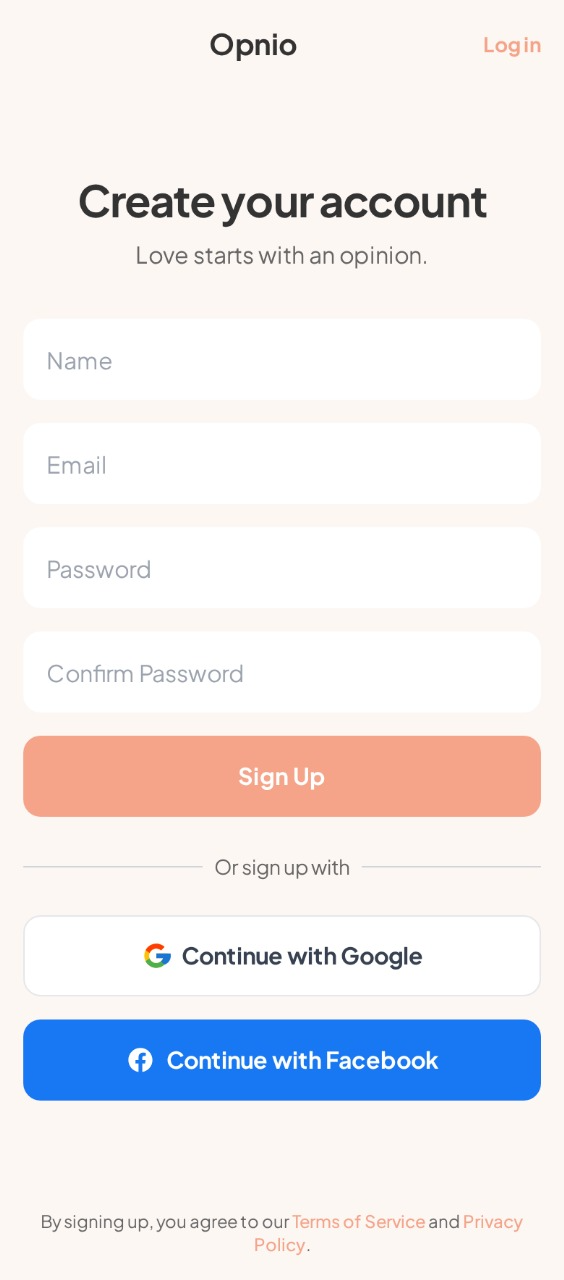 Opnio
Log in
Create your account
Love starts with an opinion.
Name
Email
Password
Confirm Password
Sign Up
Or sign up with
Continue with Google
Continue with Facebook
By signing up, you agree to our Terms of Service and Privacy
Policy.